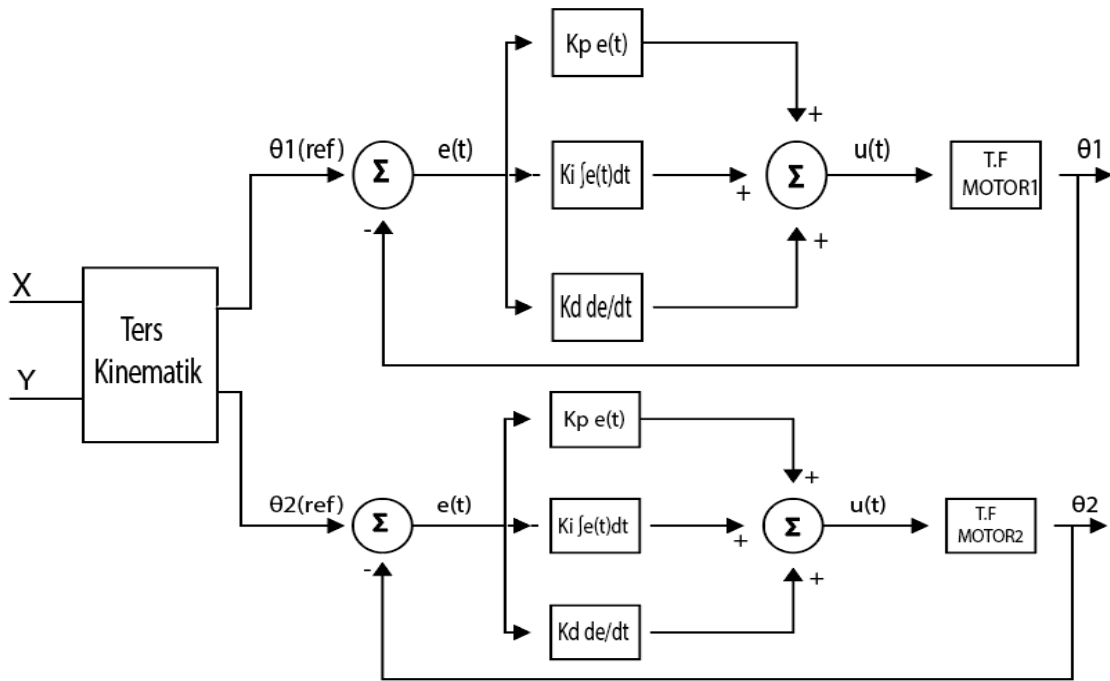 Kp e(t)
+
θ1(ref)
Σ
e(t)
Ki ∫e(t)dt
+
Σ
u(t)
T.F
MOTOR1
θ1
-
+
Kd de/dt
X
Y
Ters
Kinematik
Kp e(t)
+
θ2(ref)
Σ
e(t)
Ki ∫e(t)dt
+
Σ
u(t)
T.F
MOTOR2
θ2
-
+
Kd de/dt